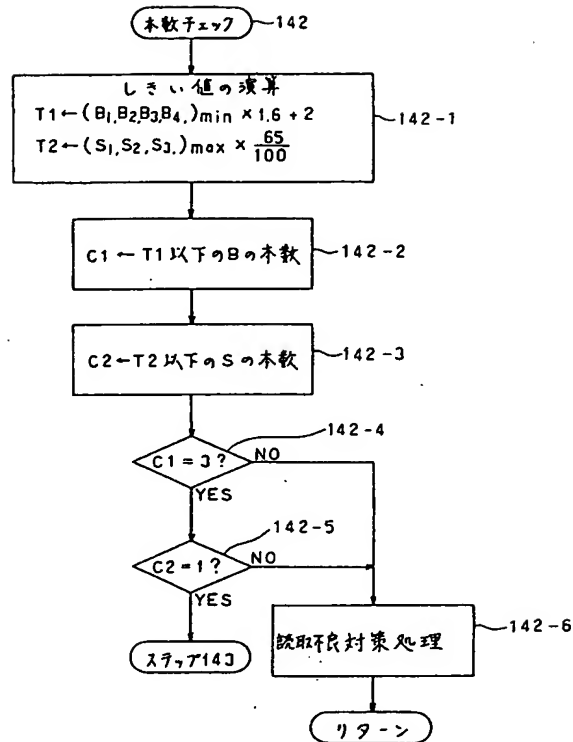 本数チェック
142
しきい値の演算
T1←(B1,B2,B3,B4,)min × 1.6 + 2
T2←(S1,S2,S3,)max × 65/100
142-1
C1 ← T1以下のBの本数
142-2
C2←T2以下のSの本数
142-3
142-4
C1 = 3 ?
NO
YES
142-5
C2 = 1 ?
NO
YES
ステップ143
読取不良対策処理
142-6
リターン